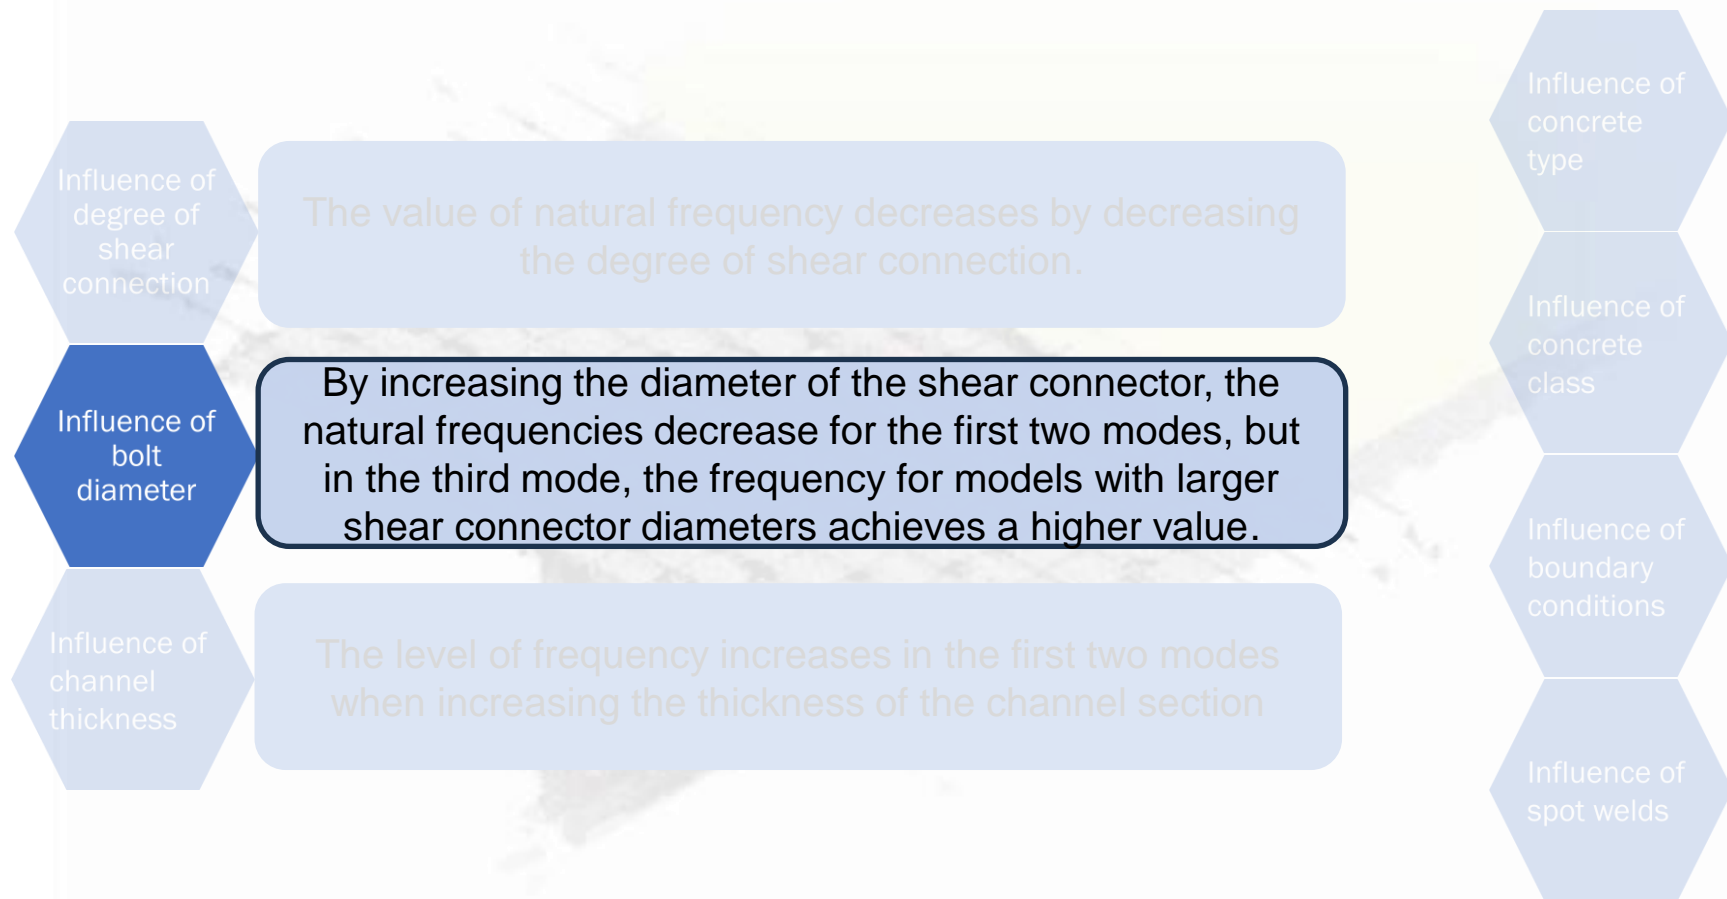 Influence of
degree of
shear
connection
The value of natural frequency decreases by decreasing
the degree of shear connection.
Influence of
bolt
diameter
By increasing the diameter of the shear connector, the
natural frequencies decrease for the first two modes, but
in the third mode, the frequency for models with larger
shear connector diameters achieves a higher value.
Influence of
channel
thickness
The level of frequency increases in the first two modes
when increasing the thickness of the channel section
Influence of
concrete
type
Influence of
concrete
class
Influence of
boundary
conditions
Influence of
spot welds